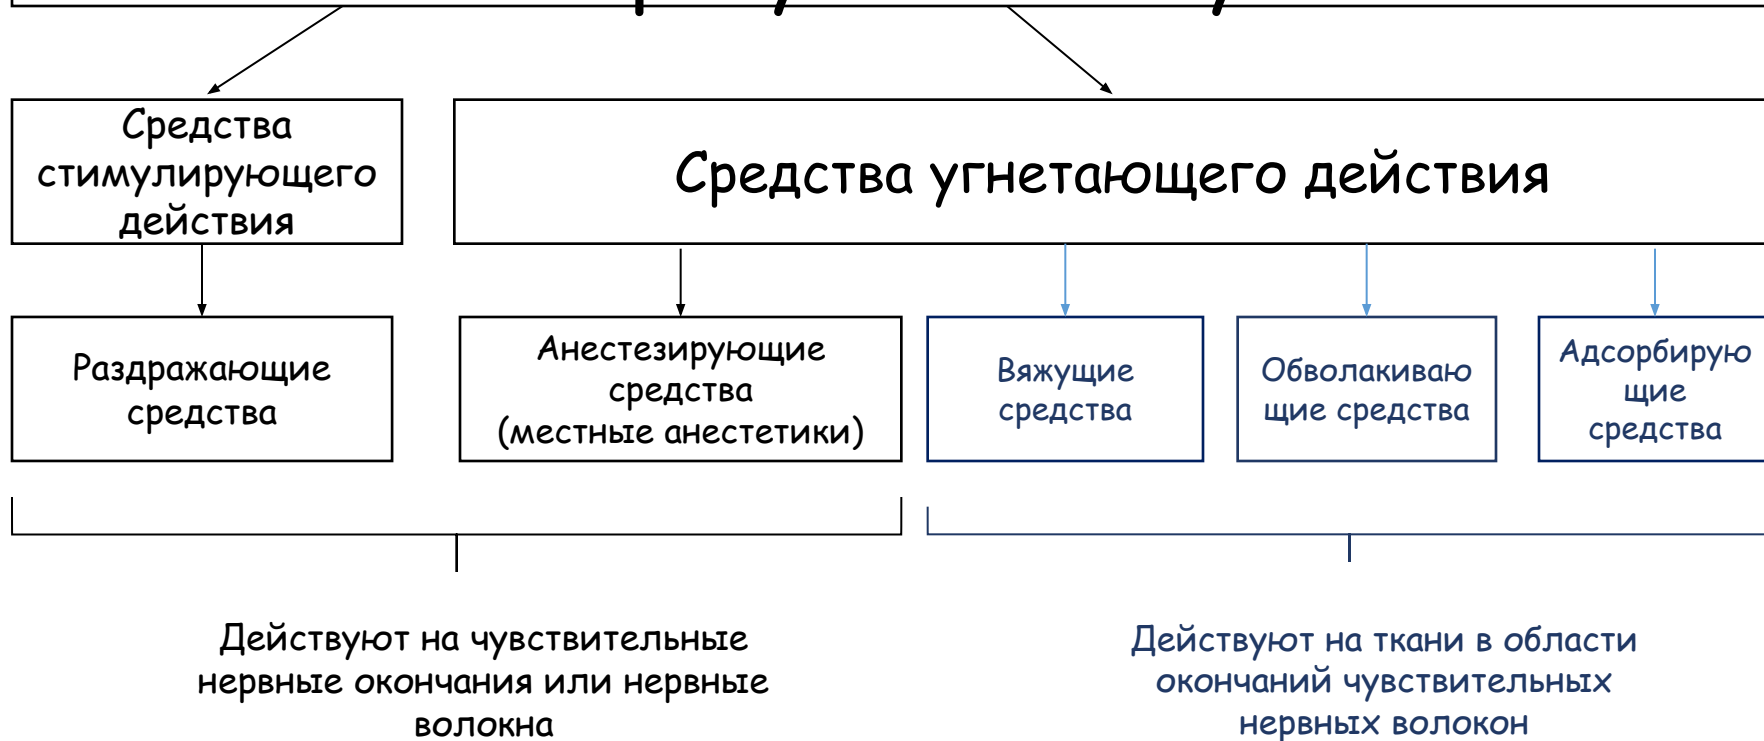 Средства
стимулирующего
действия
Средства угнетающего действия
Раздражающие
средства
Анестезирующие
средства
(местные анестетики)
Вяжущие
средства
Обволакиваю
щие средства
Адсорбирую
щие
средства
Действуют на чувствительные
нервные окончания или нервные
волокна
Действуют на ткани в области
окончаний чувствительных
нервных волокон